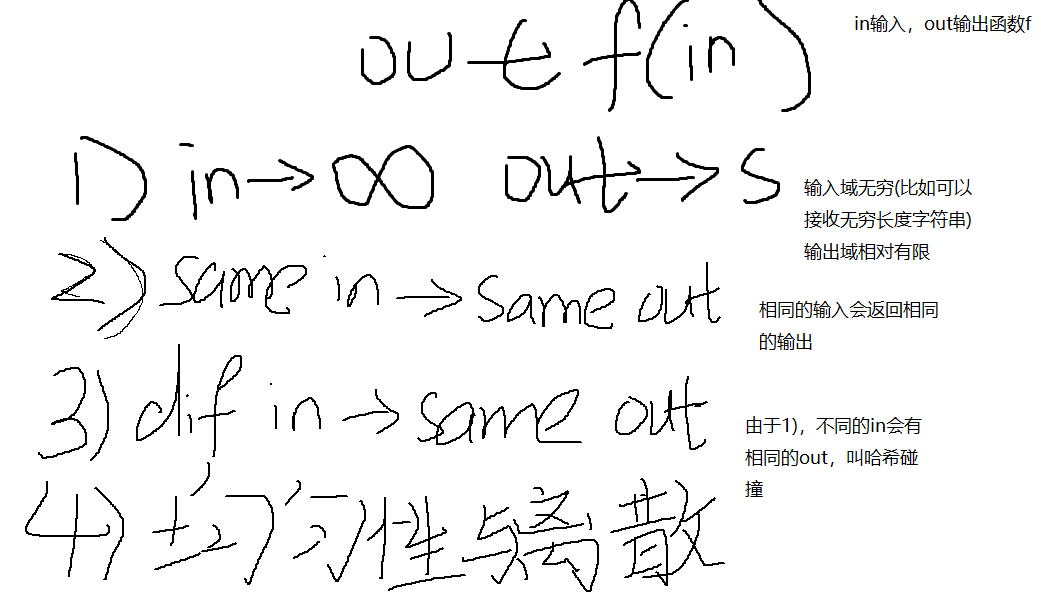 out f(in)
in输入，out输出函数f
1) in→∞ out→s
输入域无穷(比如可以
接收无穷长度字符串)
输出域相对有限
2) same in→same out
相同的输入会返回相同
的输出
3) dif in→same out
由于1)，不同的in会有
相同的out，叫哈希碰
撞
4) 均匀性与离散